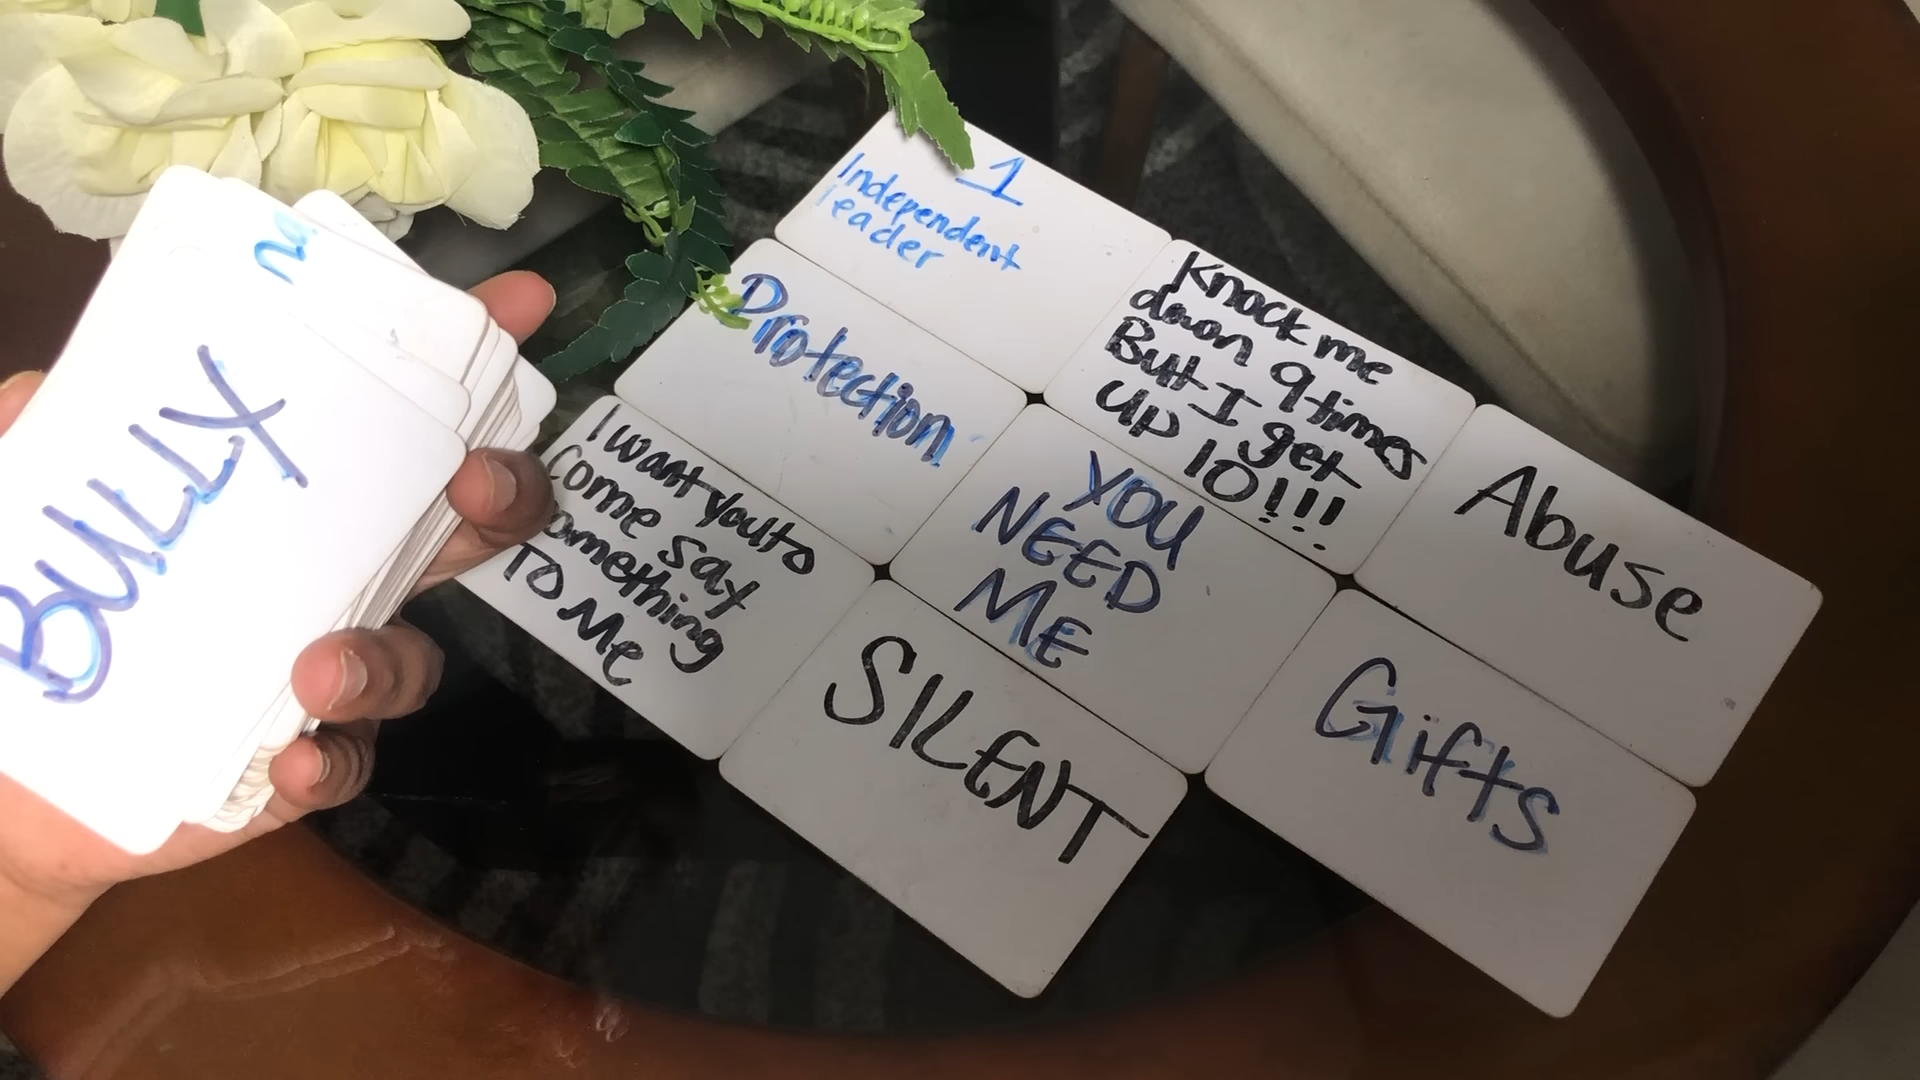 BULLY
1
Independent
leader
Protection
I want you to
Come say
something
To Me
Knock me
down 9 times
But I get
up 10!!!
YOU
NEED
ME
SILENT
Abuse
Gifts